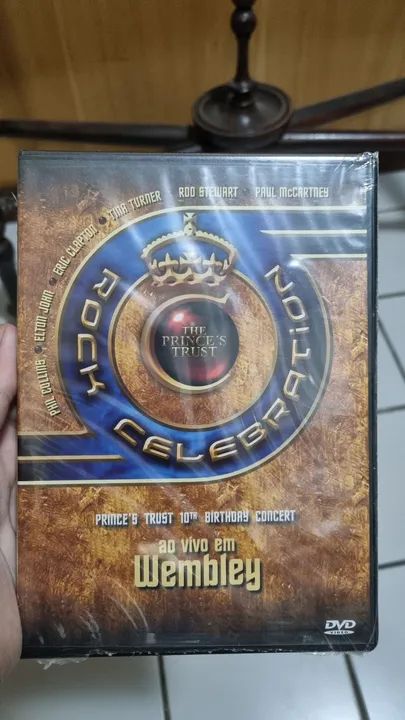 PHIL COLLINS • ELTON JOHN • ERIC CLAPTON • TINA TURNER ROD STEWART • PAUL McCARTNEY
ROCK CELEBRATION
THE
PRINCE'S
TRUST
PRINCE'S TRUST 10TH BIRTHDAY CONCERT
ao vivo em
Wembley
DVD
VIDEO